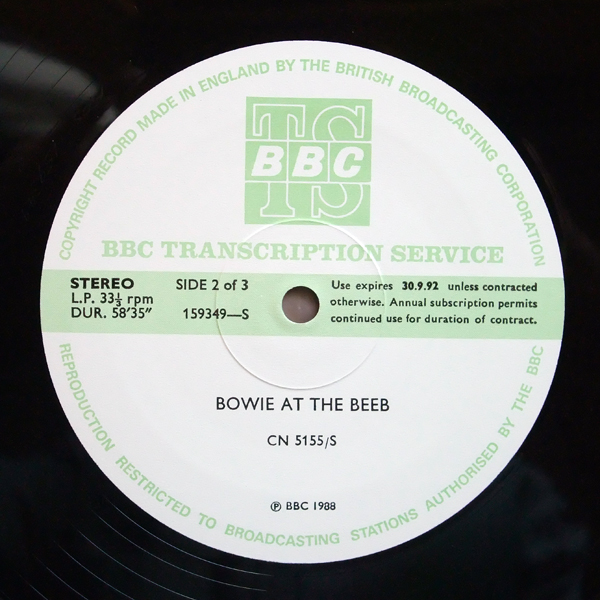 COPYRIGHT RECORD MADE IN ENGLAND BY THE BRITISH BROADCASTING CORPORATION
TS
BBC
TS
BBC TRANSCRIPTION SERVICE
STEREO
L.P. 33⅓ rpm
DUR. 58′35″
SIDE 2 of 3
159349—S
Use expires 30.9.92 unless contracted
otherwise. Annual subscription permits
continued use for duration of contract.
BOWIE AT THE BEEB
CN 5155/S
℗ BBC 1988
REPRODUCTION RESTRICTED TO BROADCASTING STATIONS AUTHORISED BY THE BBC